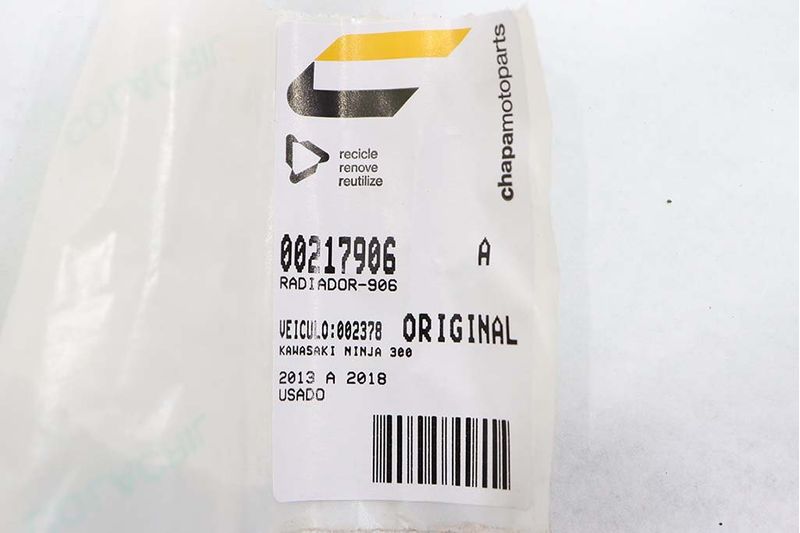 chapamotoparts
recicle
renove
reutilize
00217906 A
RADIADOR-906
VEICULO:002378 ORIGINAL
KAWASAKI NINJA 300
2013 A 2018
USADO